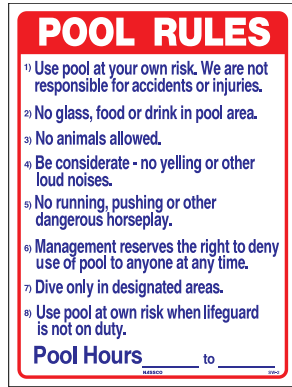 POOL RULES
1) Use pool at your own risk. We are not
responsible for accidents or injuries.
2) No glass, food or drink in pool area.
3) No animals allowed.
4) Be considerate - no yelling or other
loud noises.
5) No running, pushing or other
dangerous horseplay.
6) Management reserves the right to deny
use of pool to anyone at any time.
7) Dive only in designated areas.
8) Use pool at own risk when lifeguard
is not on duty.
Pool Hours______ to ______